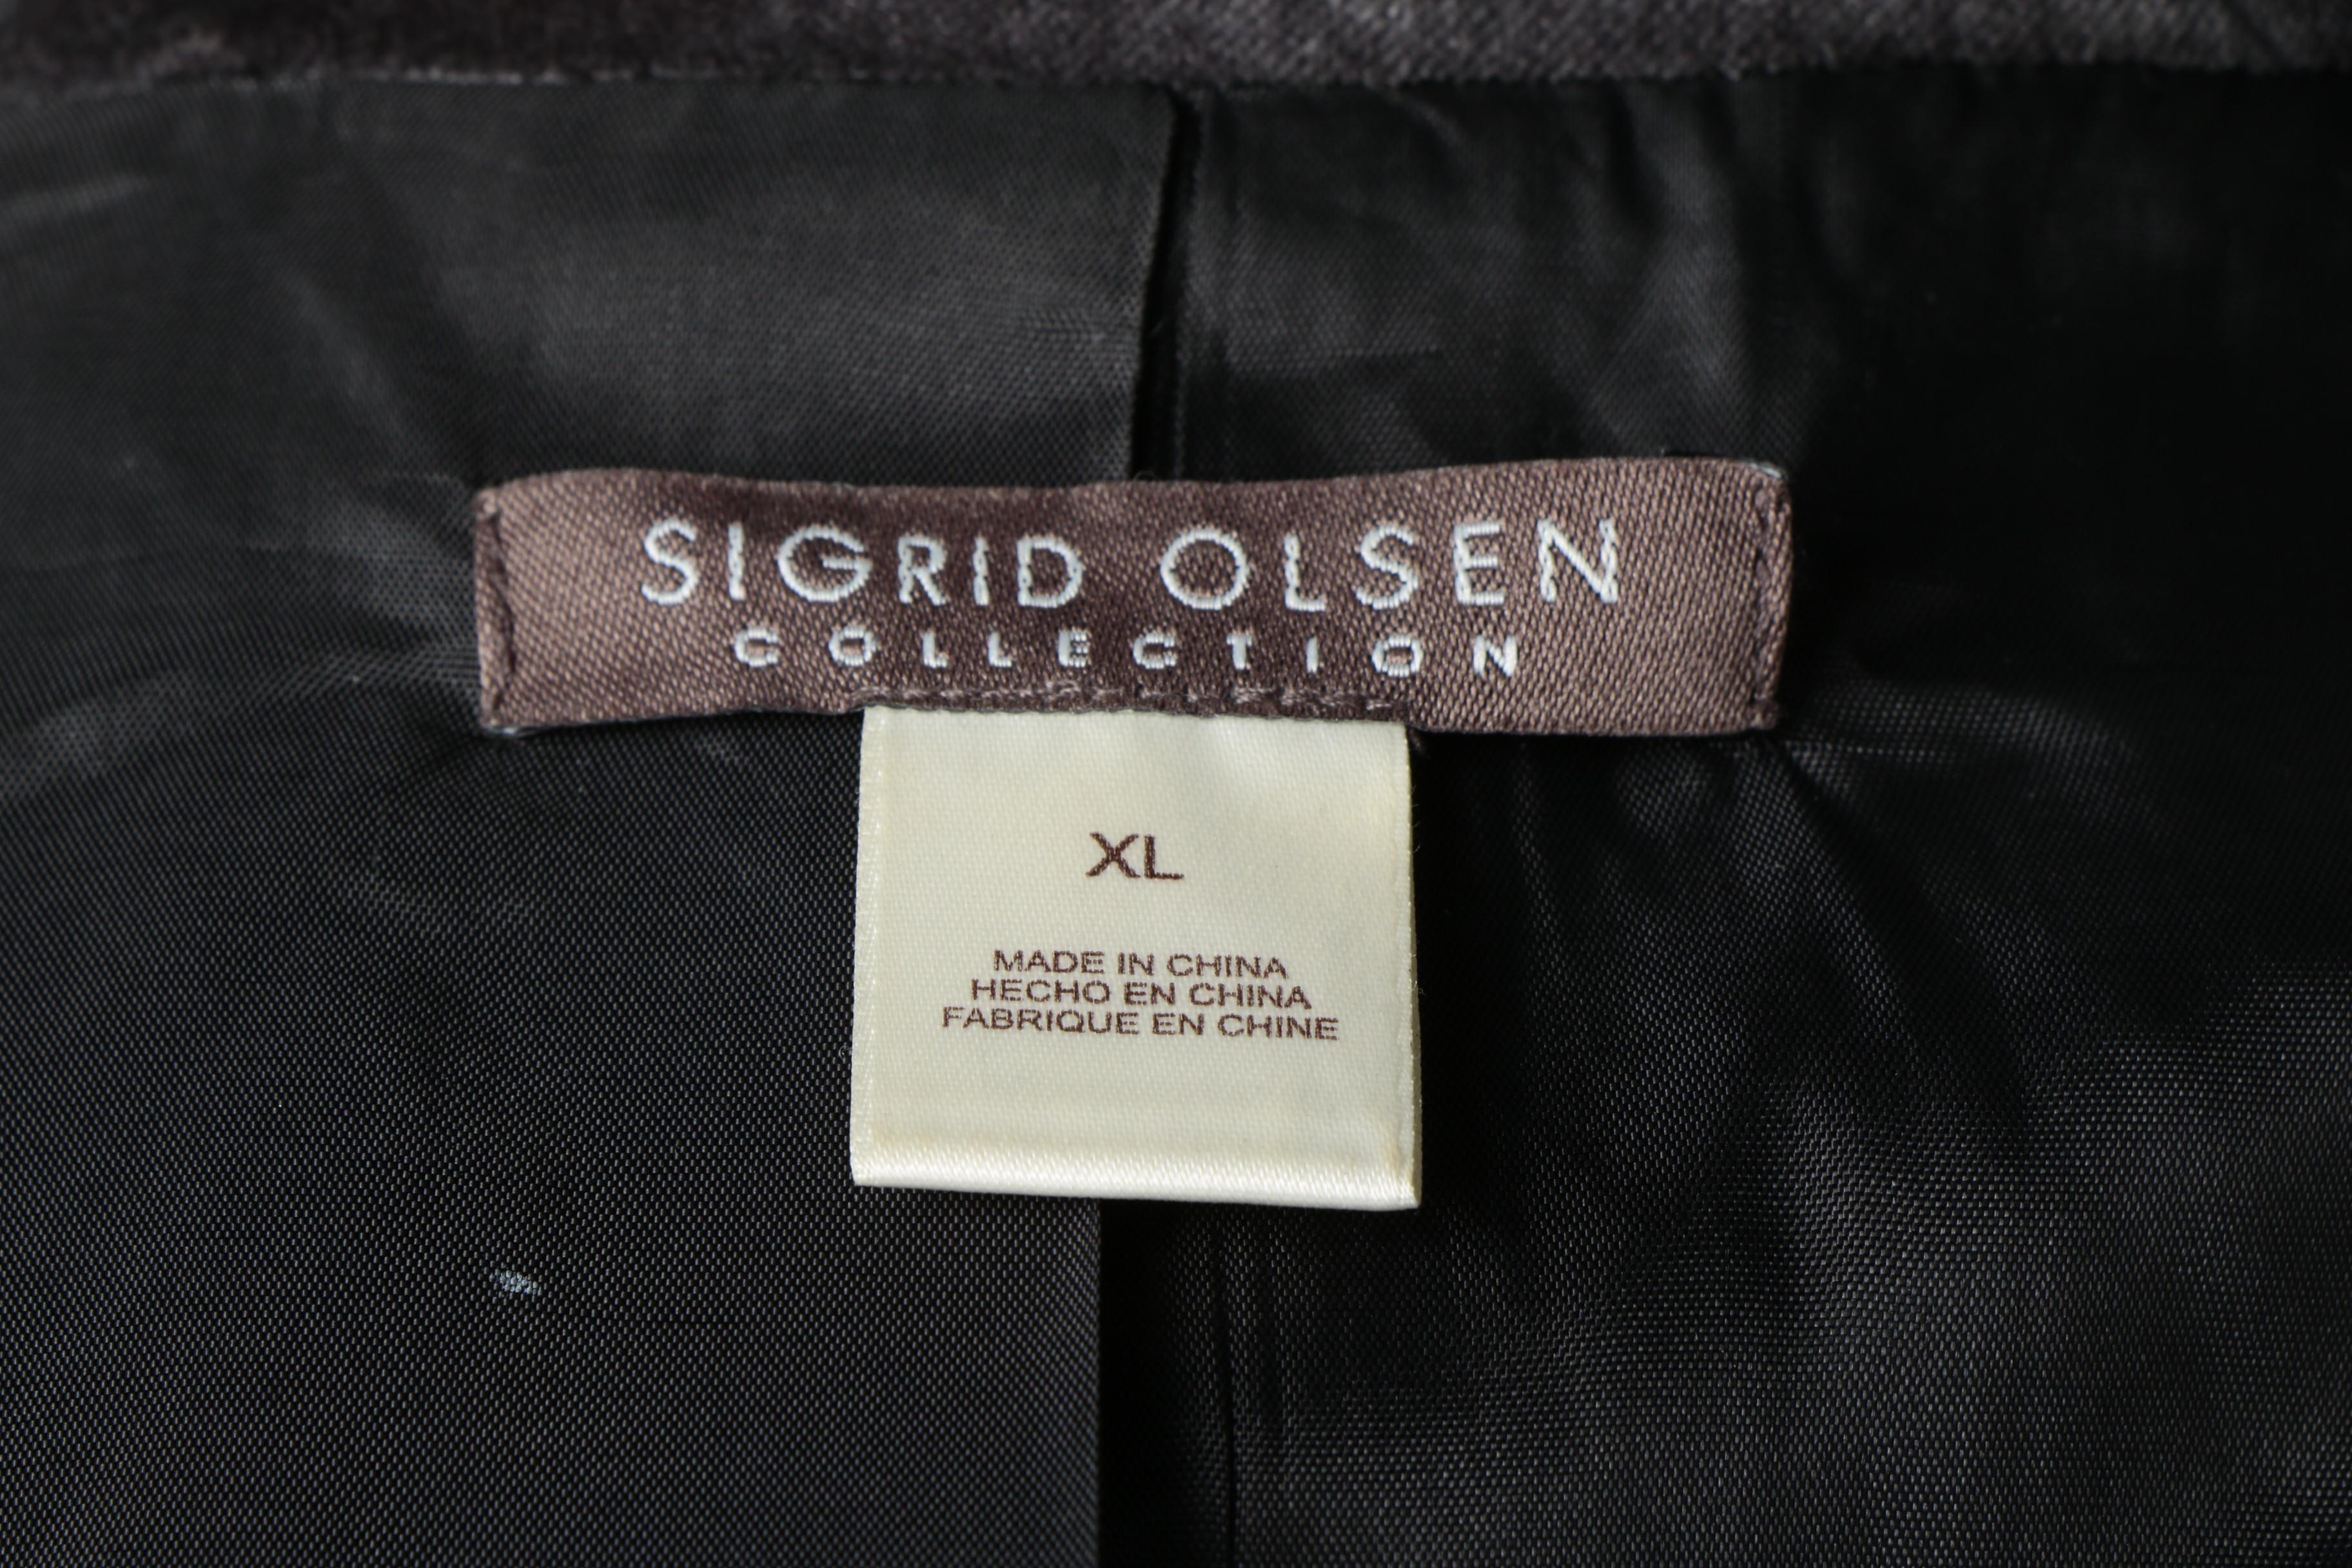 SIGRID OLSEN
COLLECTION
XL
MADE IN CHINA
HECHO EN CHINA
FABRIQUE EN CHINE